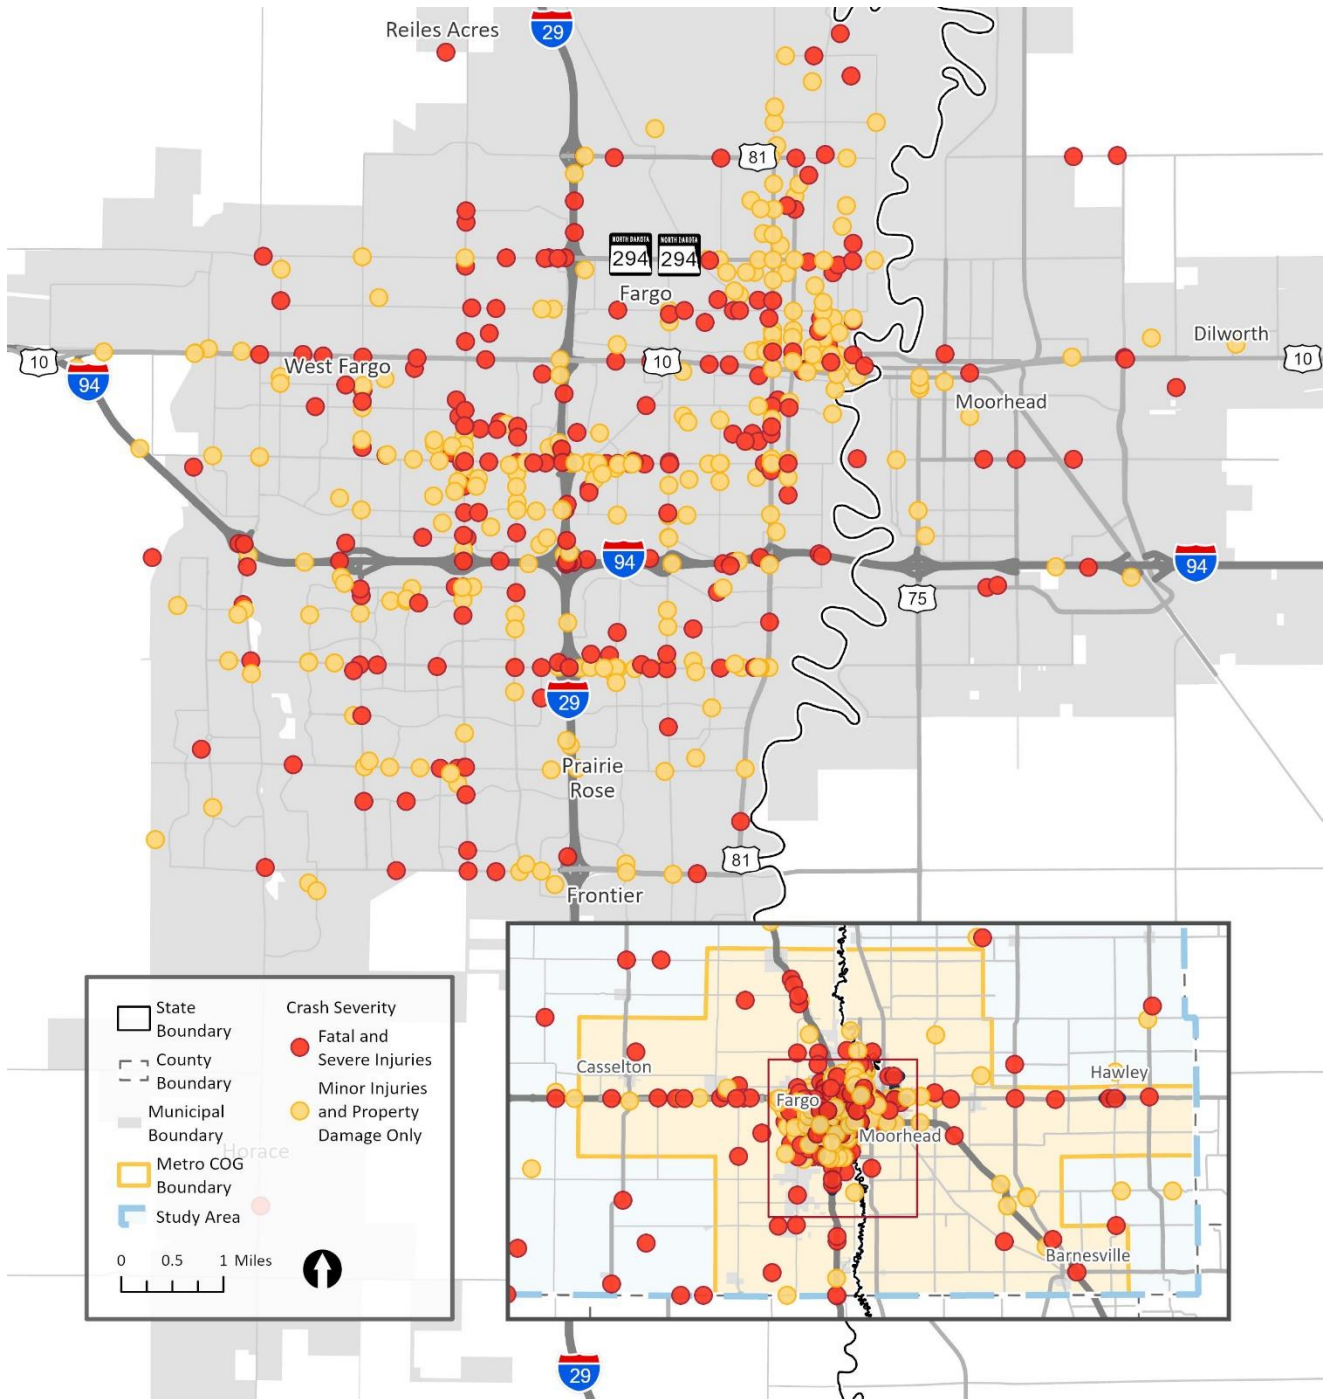 Reiles Acres
29
81
NORTH DAKOTA
294
NORTH DAKOTA
294
Fargo
10
94
West Fargo
10
Dilworth
10
Moorhead
94
75
94
29
Prairie
Rose
81
Frontier
State
Boundary
County
Boundary
Municipal
Boundary
Horace
Metro COG
Boundary
Study Area
0 0.5 1 Miles
Crash Severity
Fatal and
Severe Injuries
Minor Injuries
and Property
Damage Only
Casselton
Fargo
Moorhead
Hawley
Barnesville
29